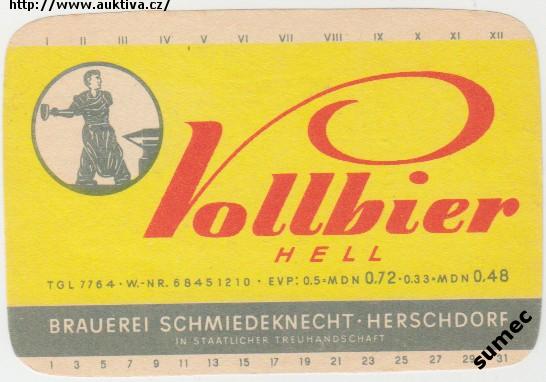 http://www.auktiva.cz/
I II III IV V VI VII VIII IX X XI XII
Vollbier
HELL
TGL 7764 · W.-NR. 68451210 · EVP: 0.5=MDN 0.72 · 0.33=MDN 0.48
BRAUEREI SCHMIEDEKNECHT · HERSCHDORF
IN STAATLICHER TREUHANDSCHAFT
1 3 5 7 9 11 13 15 17 19 21 23 25 27 29 31
sumec